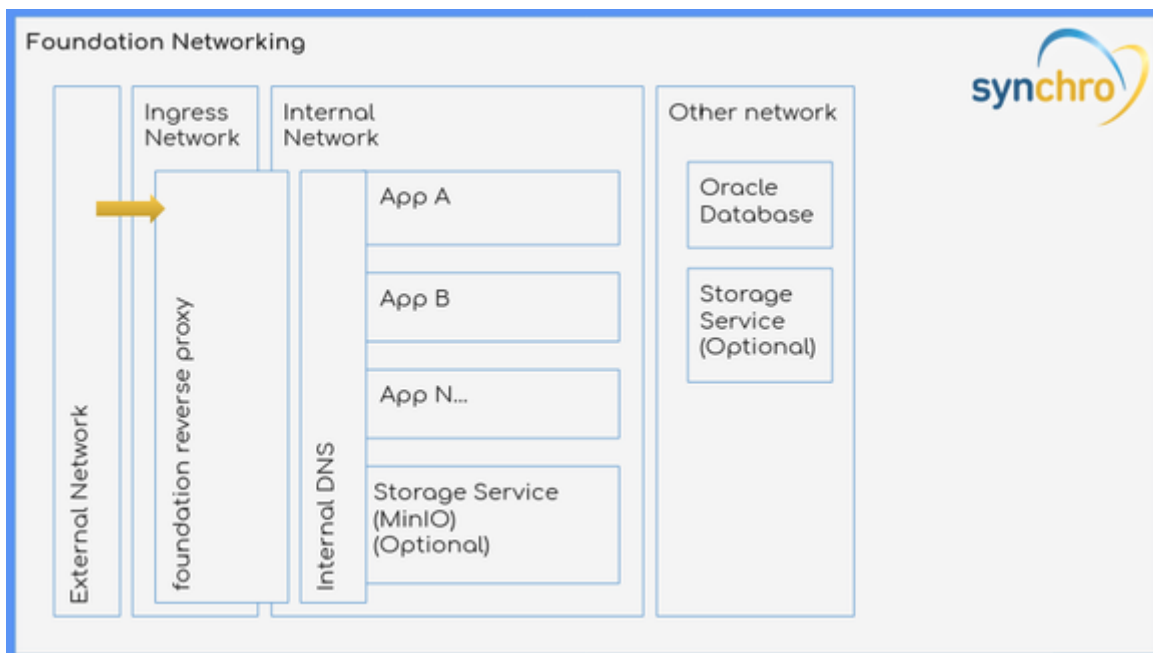 Foundation Networking
synchro
External Network
Ingress
Network
foundation reverse proxy
Internal
Network
Internal DNS
App A
App B
App N...
Storage Service
(MinIO)
(Optional)
Other network
Oracle
Database
Storage
Service
(Optional)